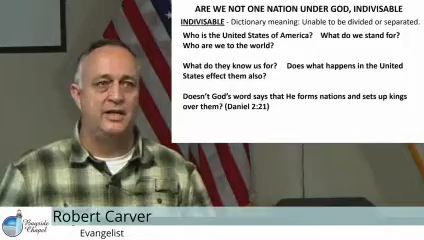 ARE WE NOT ONE NATION UNDER GOD, INDIVISABLE
INDIVISABLE - Dictionary meaning: Unable to be divided or separated.
Who is the United States of America? What do we stand for?
Who are we to the world?
What do they know us for? Does what happens in the United
States effect them also?
Doesn't God's word says that He forms nations and sets up kings
over them? (Daniel 2:21)
Robert Carver
Bayside
Chapel
Evangelist